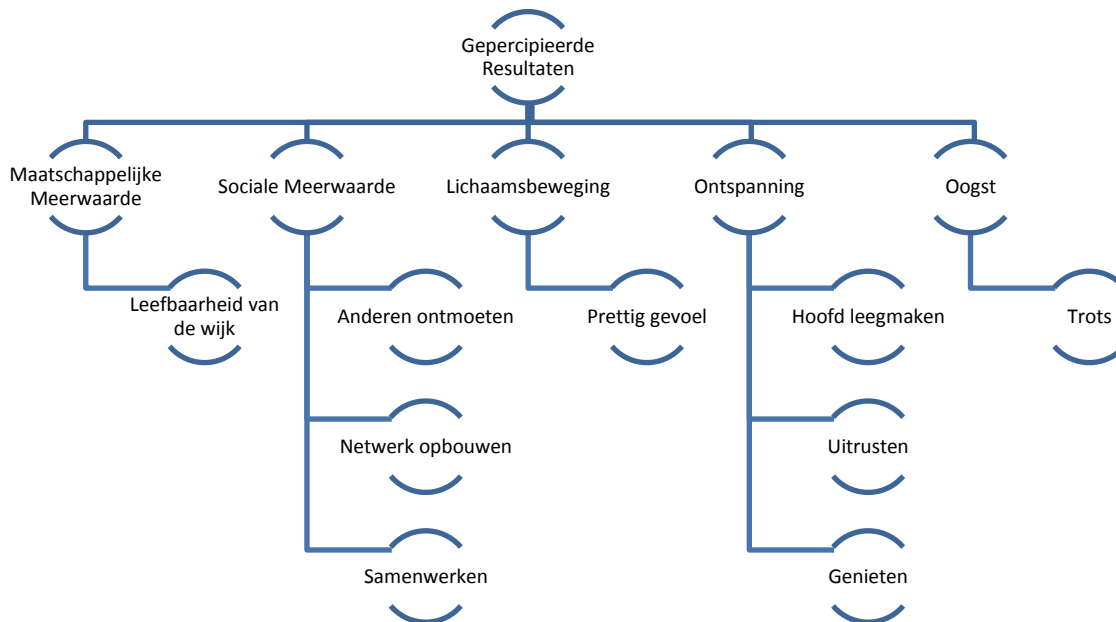 Gepercipieerde
Resultaten
Maatschappelijke
Meerwaarde
Sociale Meerwaarde
Lichaamsbeweging
Ontspanning
Oogst
Leefbaarheid van
de wijk
Anderen ontmoeten
Prettig gevoel
Hoofd leegmaken
Trots
Netwerk opbouwen
Uitrusten
Samenwerken
Genieten